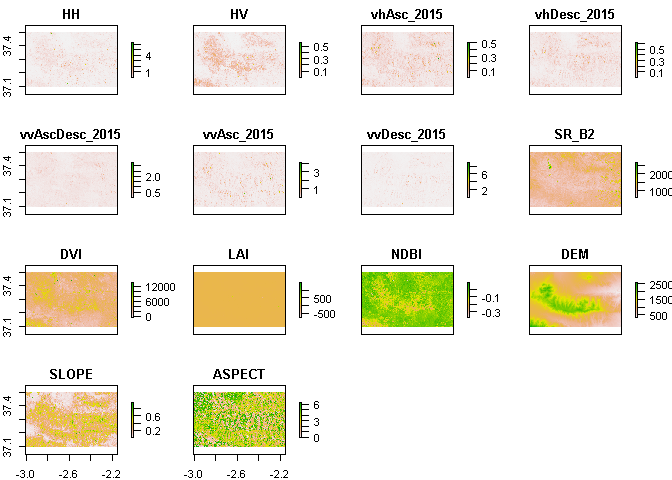 HH HV vhAsc_2015 vhDesc_2015
37.4 4 0.5 0.5 0.5
0.3 0.3 0.3
37.1 1 0.1 0.1 0.1
vvAscDesc_2015 vvAsc_2015 vvDesc_2015 SR_B2
37.4 2.0 3 6 2000
37.1 0.5 1 2 1000
DVI LAI NDBI DEM
37.4 12000 500 -0.1 2500
6000 1500
37.1 0 -500 -0.3 500
SLOPE ASPECT
37.4 0.6 6
3
37.1 0.2 0
-3.0 -2.6 -2.2 -3.0 -2.6 -2.2